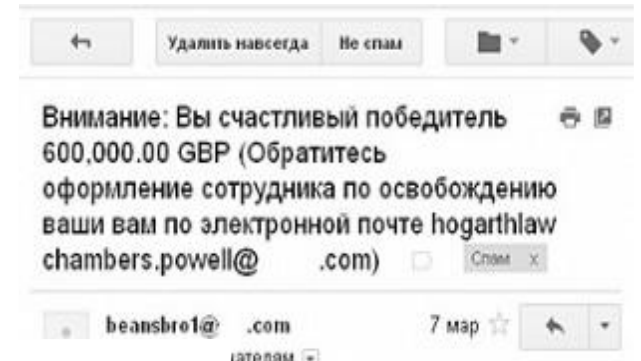 Удалить навсегда Не спам
Внимание: Вы счастливый победитель
600,000.00 GBP (Обратитесь
оформление сотрудника по освобождению
ваши вам по электронной почте hogarthlaw
chambers.powell@ .com) Спам x
beansbro1@ .com 7 мар